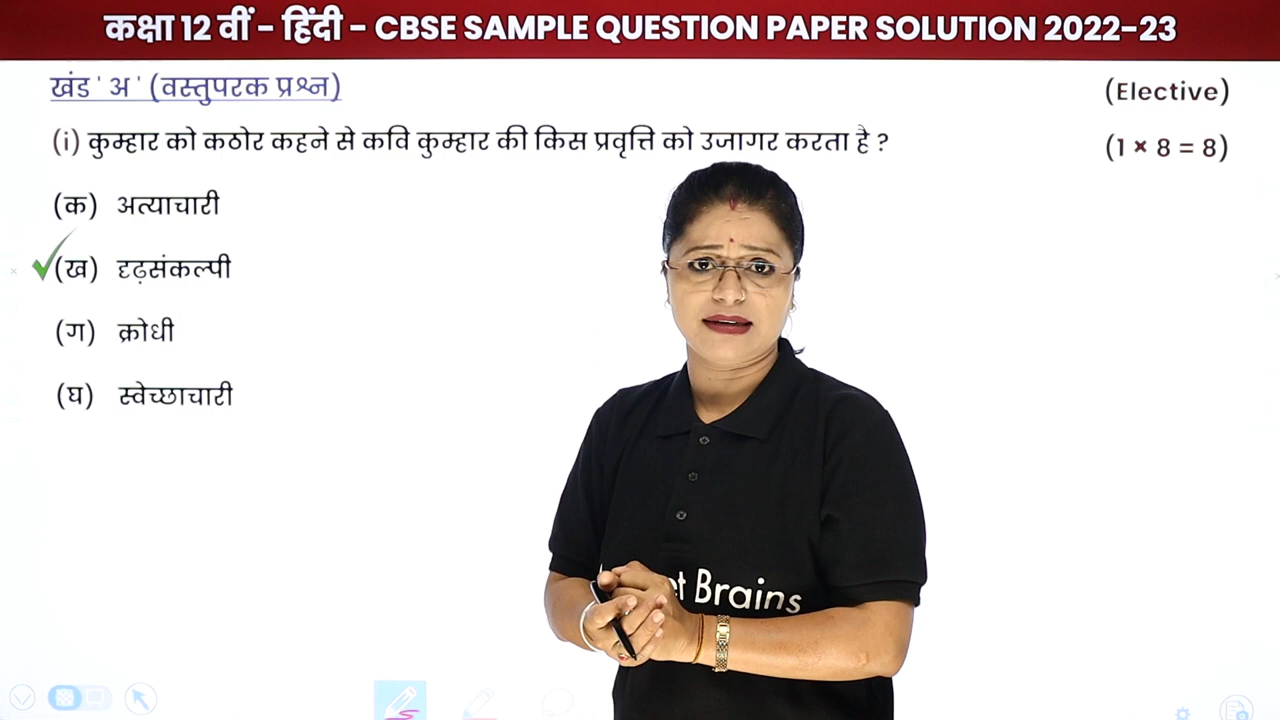 कक्षा 12 वीं - हिंदी - CBSE SAMPLE QUESTION PAPER SOLUTION 2022-23
खंड ' अ ' (वस्तुपरक प्रश्न) (Elective)
(i) कुम्हार को कठोर कहने से कवि कुम्हार की किस प्रवृत्ति को उजागर करता है ? (1 × 8 = 8)
(क) अत्याचारी
(ख) दृढ़संकल्पी
(ग) क्रोधी
(घ) स्वेच्छाचारी
Brains